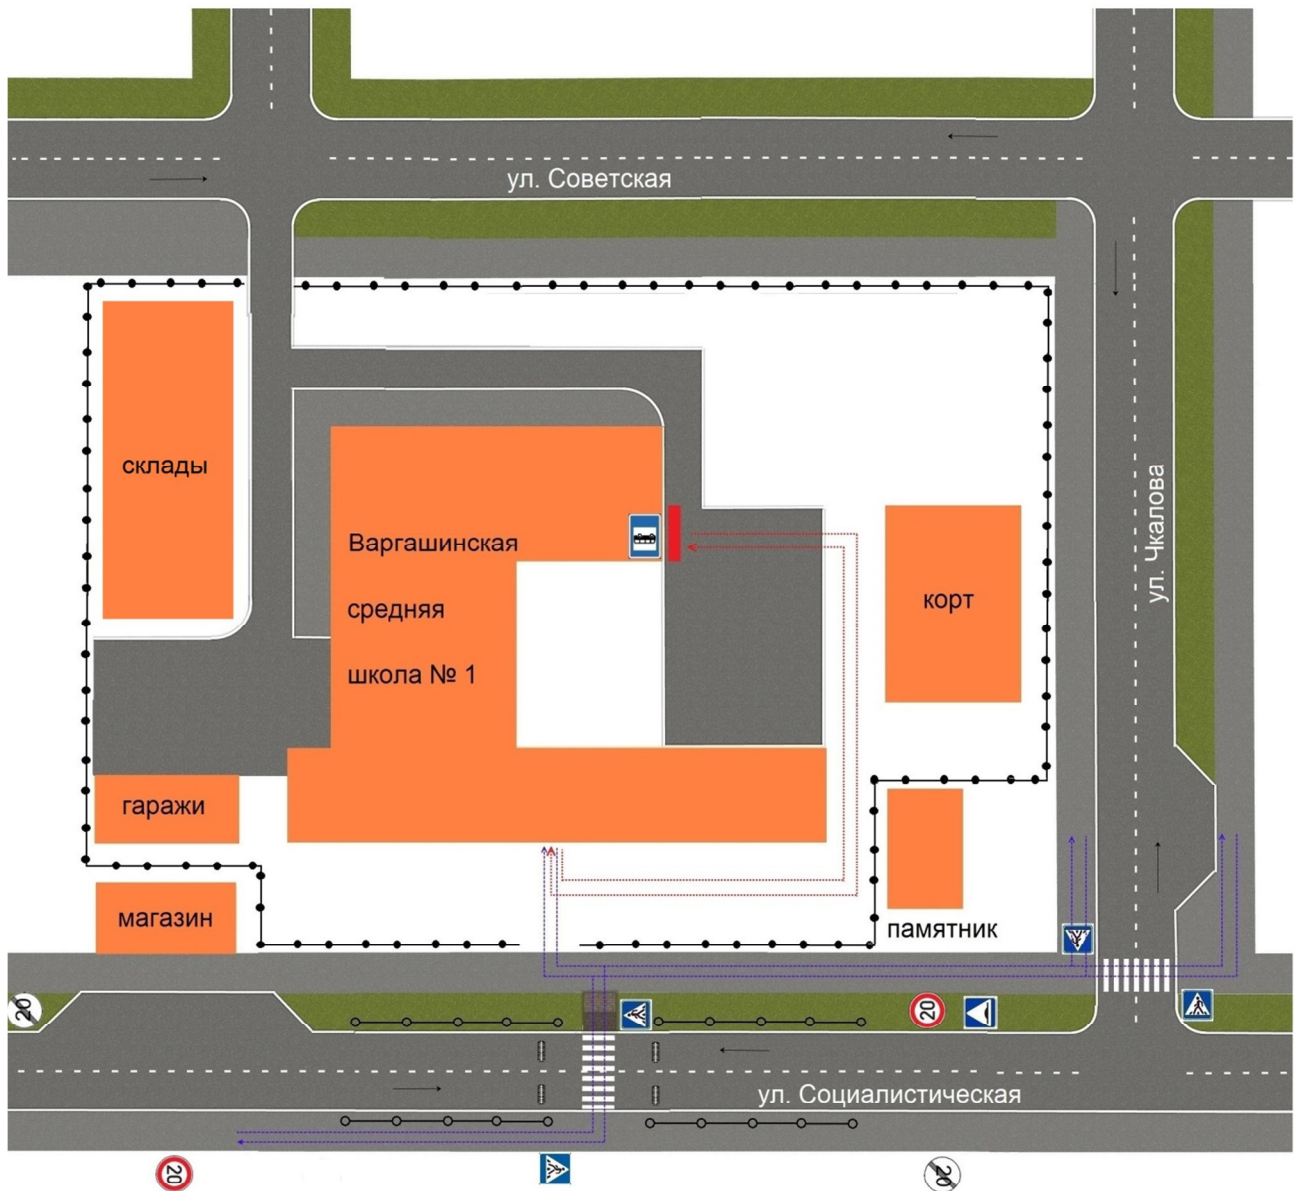 ул. Советская
склады
Варгашинская
средняя
школа № 1
корт
ул. Чкалова
гаражи
магазин
памятник
20
20
ул. Социалистическая
20
20